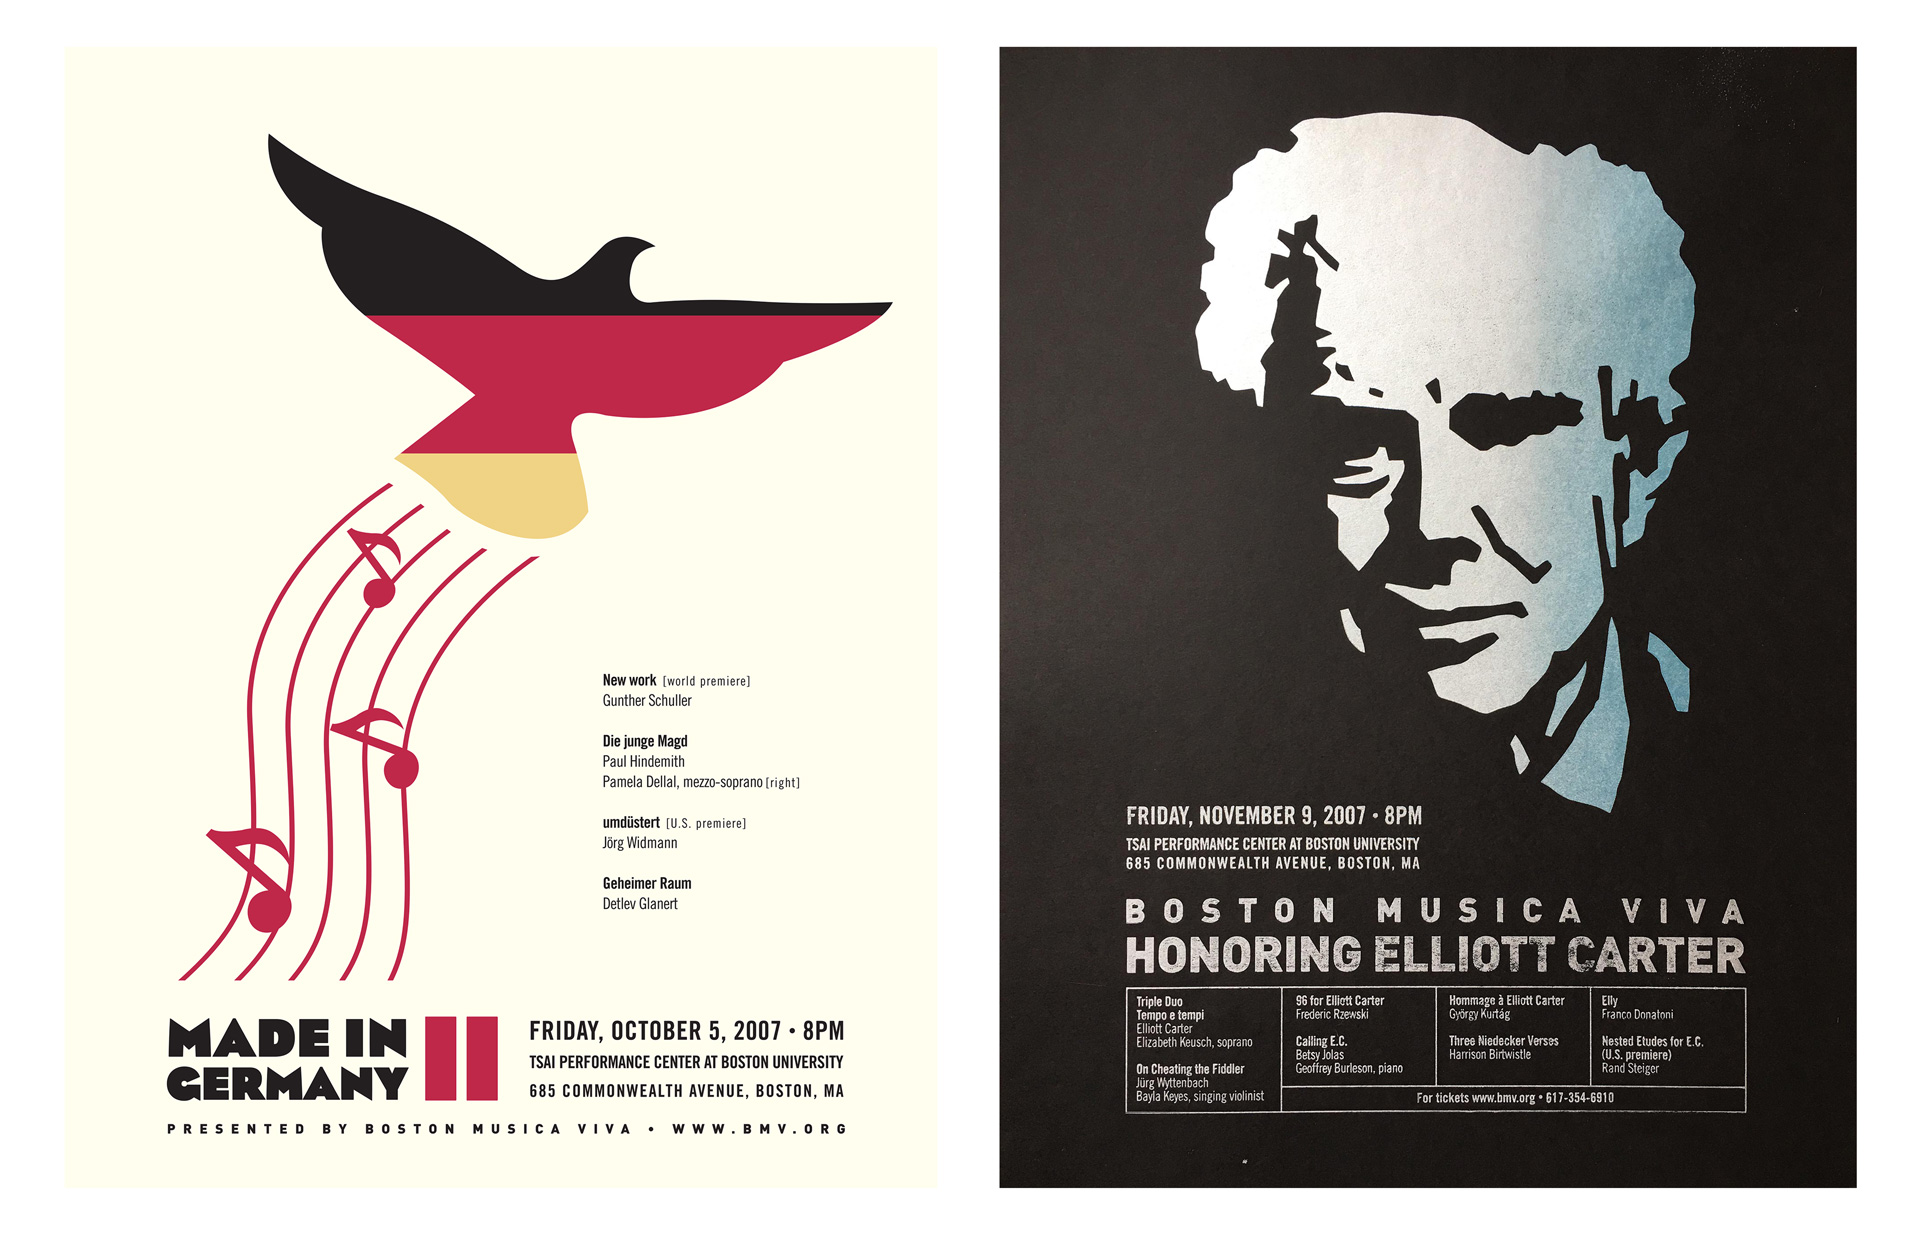 New work [world premiere]
Gunther Schuller
Die junge Magd
Paul Hindemith
Pamela Dellal, mezzo-soprano [right]
umdüstert [U.S. premiere]
Jörg Widmann
Geheimer Raum
Detlev Glanert
MADE IN
GERMANY
II
FRIDAY, OCTOBER 5, 2007 • 8PM
TSAI PERFORMANCE CENTER AT BOSTON UNIVERSITY
685 COMMONWEALTH AVENUE, BOSTON, MA
PRESENTED BY BOSTON MUSICA VIVA • WWW.BMV.ORG
FRIDAY, NOVEMBER 9, 2007 • 8PM
TSAI PERFORMANCE CENTER AT BOSTON UNIVERSITY
685 COMMONWEALTH AVENUE, BOSTON, MA
BOSTON MUSICA VIVA
HONORING ELLIOTT CARTER
Triple Duo
Tempo e tempi
Elliott Carter
Elizabeth Keusch, soprano
On Cheating the Fiddler
Jürg Wyttenbach
Bayla Keyes, singing violinist
96 for Elliott Carter
Frederic Rzewski
Calling E.C.
Betsy Jolas
Geoffrey Burleson, piano
Hommage à Elliott Carter
György Kurtág
Three Niedecker Verses
Harrison Birtwistle
Elly
Franco Donatoni
Nested Etudes for E.C.
(U.S. premiere)
Rand Steiger
For tickets www.bmv.org • 617-354-6910